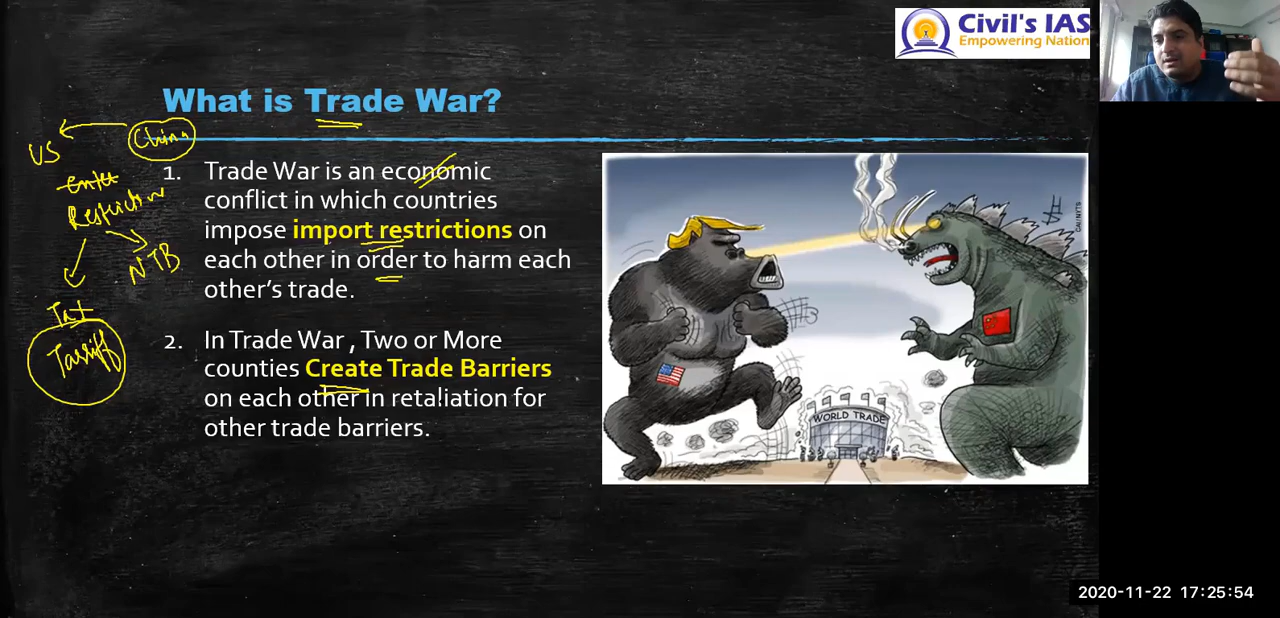 Civil's IAS
Empowering Nation
What is Trade War?
China
US
enter
Restriction
NTB
Tax
Tarriff
1. Trade War is an economic
conflict in which countries
impose import restrictions on
each other in order to harm each
other's trade.
2. In Trade War , Two or More
counties Create Trade Barriers
on each other in retaliation for
other trade barriers.
WORLD TRADE
2020-11-22 17:25:54